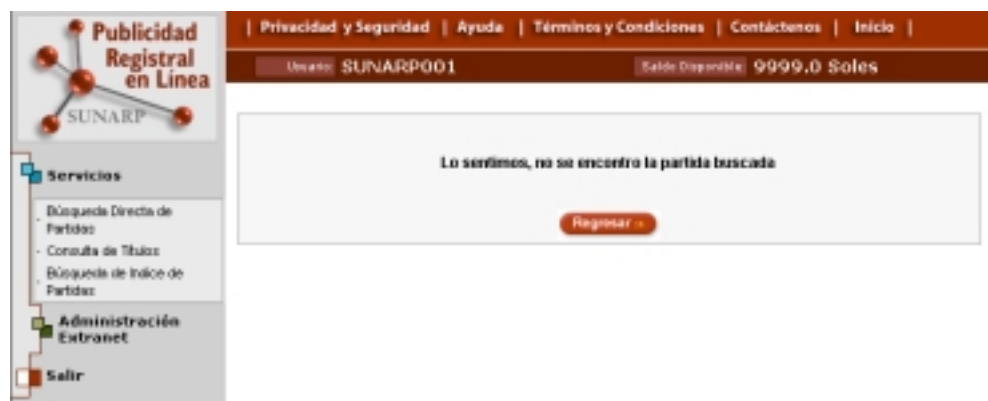 Publicidad
Registral
en Línea
SUNARP
| Privacidad y Seguridad | Ayuda | Términos y Condiciones | Contáctenos | Inicio |
Usuario: SUNARP001 Saldo Disponible: 9999.0 Soles
Lo sentimos, no se encontro la partida buscada
Regresar
Servicios
Búsqueda Directa de
Partidas
Consulta de Títulos
Búsqueda de Indice de
Partidas
Administración
Extranet
Salir